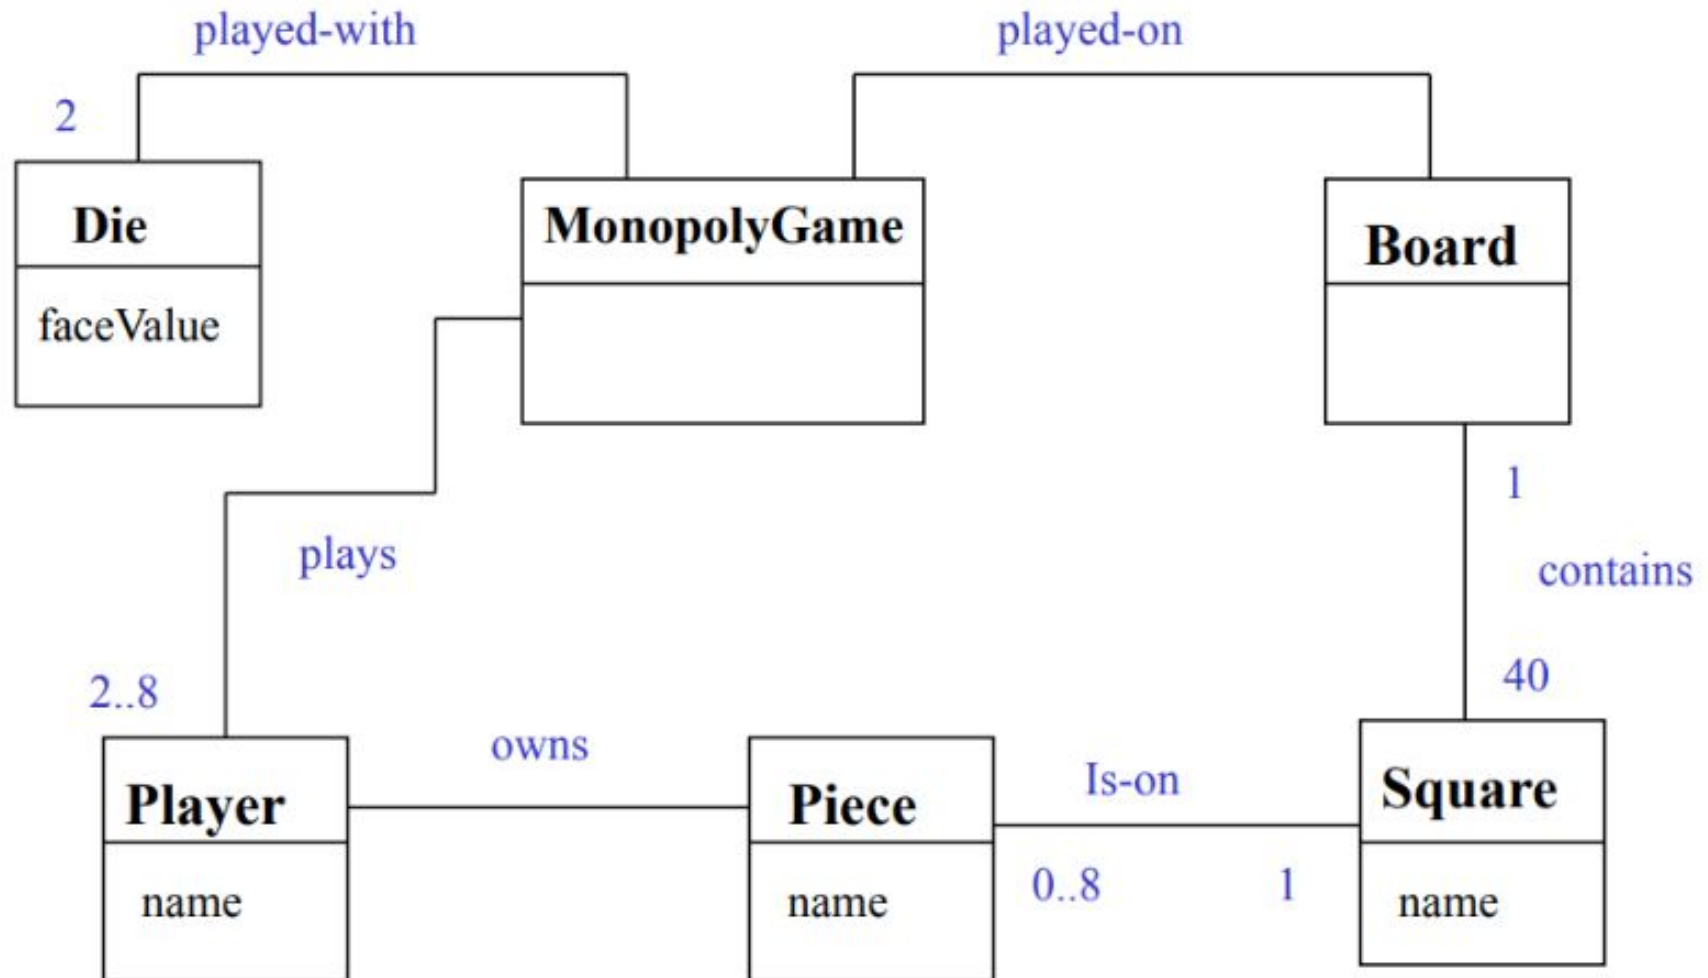 played-with
played-on
2
Die
faceValue
MonopolyGame
Board
1
contains
40
plays
2..8
Player
name
owns
Piece
name
Is-on
0..8
1
Square
name